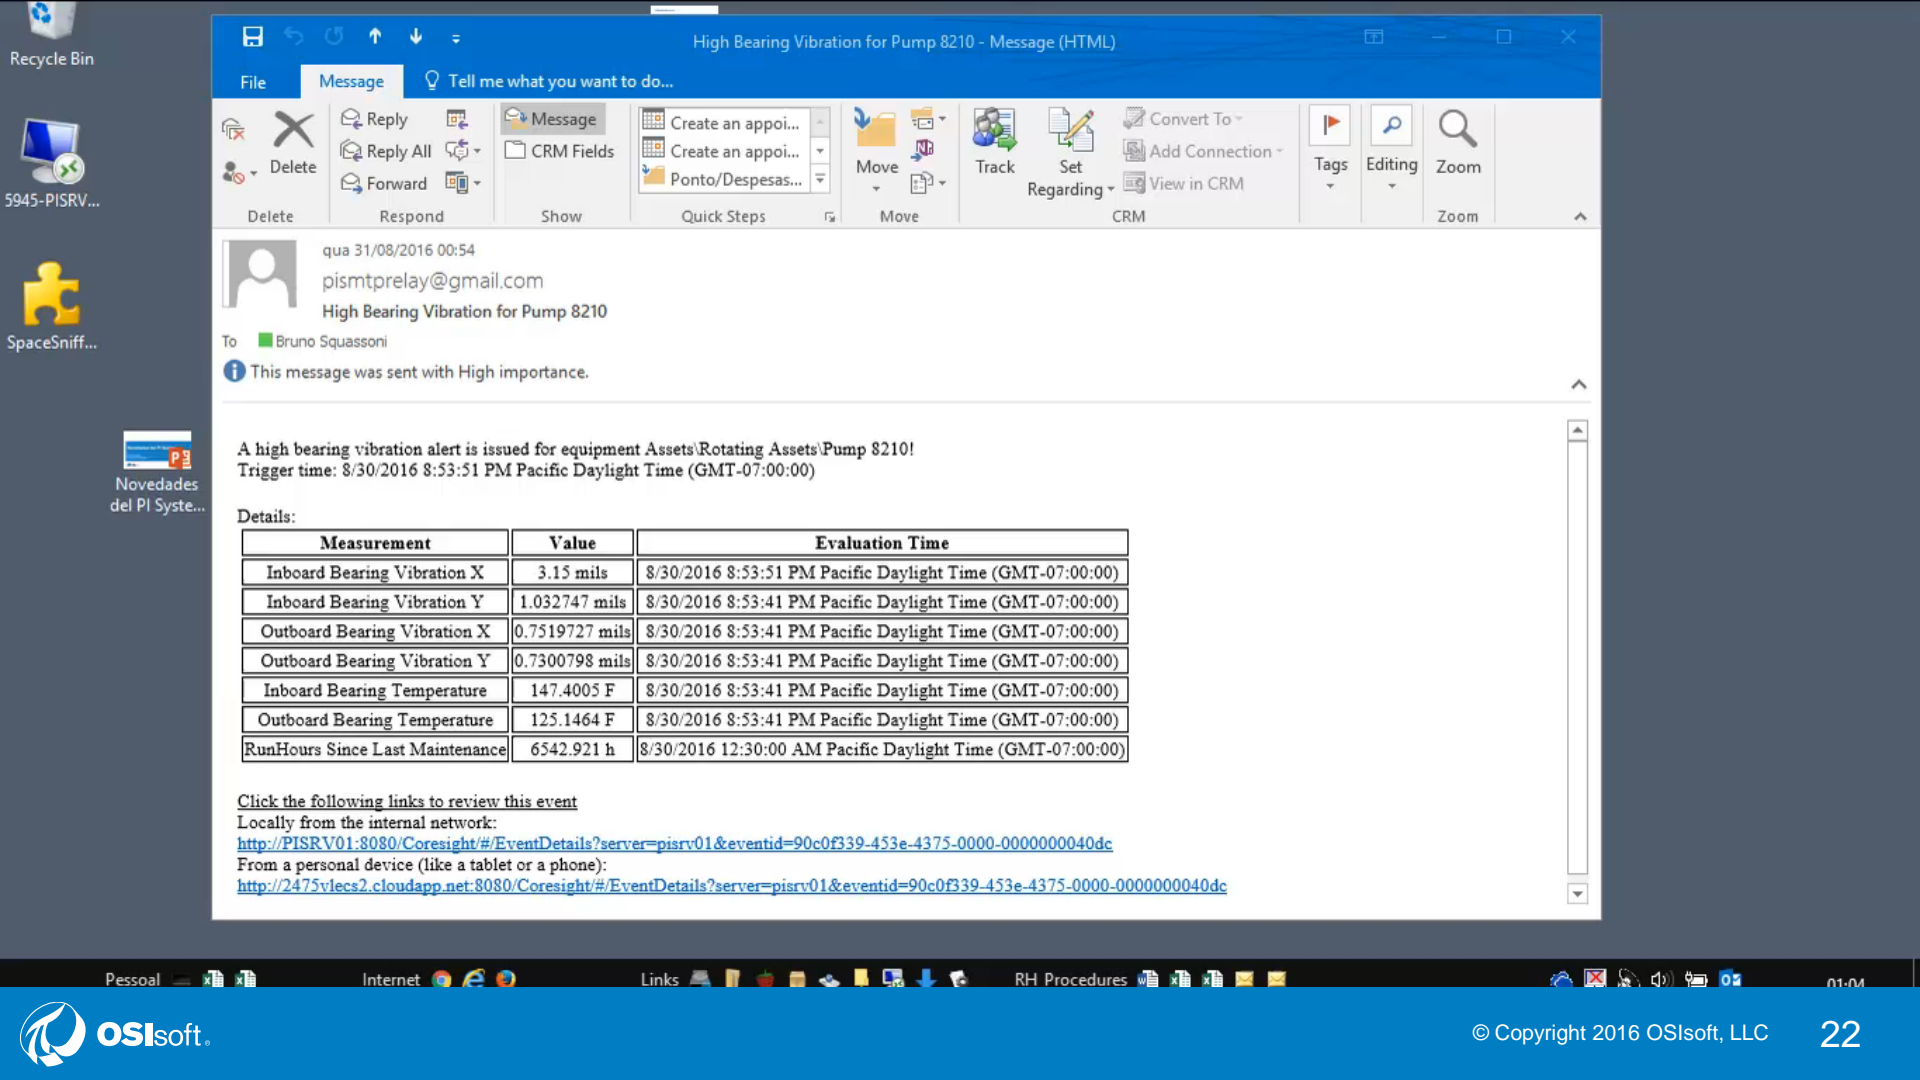 Recycle Bin
5945-PISRV...
SpaceSniff...
Novedades
del PI Syste...
High Bearing Vibration for Pump 8210 - Message (HTML)
File
Message
Tell me what you want to do...
Delete
Reply
Reply All
Forward
Message
CRM Fields
Create an appoi...
Create an appoi...
Ponto/Despesas...
Move
Track
Set
Regarding
Convert To
Add Connection
View in CRM
Tags
Editing
Zoom
Delete
Respond
Show
Quick Steps
Move
CRM
Zoom
qua 31/08/2016 00:54
pismtprelay@gmail.com
High Bearing Vibration for Pump 8210
To Bruno Squassoni
This message was sent with High importance.
A high bearing vibration alert is issued for equipment Assets\Rotating Assets\Pump 8210!
Trigger time: 8/30/2016 8:53:51 PM Pacific Daylight Time (GMT-07:00:00)
Details:
Measurement Value Evaluation Time
Inboard Bearing Vibration X 3.15 mils 8/30/2016 8:53:51 PM Pacific Daylight Time (GMT-07:00:00)
Inboard Bearing Vibration Y 1.032747 mils 8/30/2016 8:53:41 PM Pacific Daylight Time (GMT-07:00:00)
Outboard Bearing Vibration X 0.7519727 mils 8/30/2016 8:53:41 PM Pacific Daylight Time (GMT-07:00:00)
Outboard Bearing Vibration Y 0.7300798 mils 8/30/2016 8:53:41 PM Pacific Daylight Time (GMT-07:00:00)
Inboard Bearing Temperature 147.4005 F 8/30/2016 8:53:41 PM Pacific Daylight Time (GMT-07:00:00)
Outboard Bearing Temperature 125.1464 F 8/30/2016 8:53:41 PM Pacific Daylight Time (GMT-07:00:00)
RunHours Since Last Maintenance 6542.921 h 8/30/2016 12:30:00 AM Pacific Daylight Time (GMT-07:00:00)
Click the following links to review this event
Locally from the internal network:
http://PISRV01:8080/Coresight/#/EventDetails?server=pisrv01&eventid=90c0f339-453e-4375-0000-0000000040dc
From a personal device (like a tablet or a phone):
http://2475vlecs2.cloudapp.net:8080/Coresight/#/EventDetails?server=pisrv01&eventid=90c0f339-453e-4375-0000-0000000040dc
Pessoal
Internet
Links
RH Procedures
01:04
OSIsoft.
© Copyright 2016 OSIsoft, LLC
22